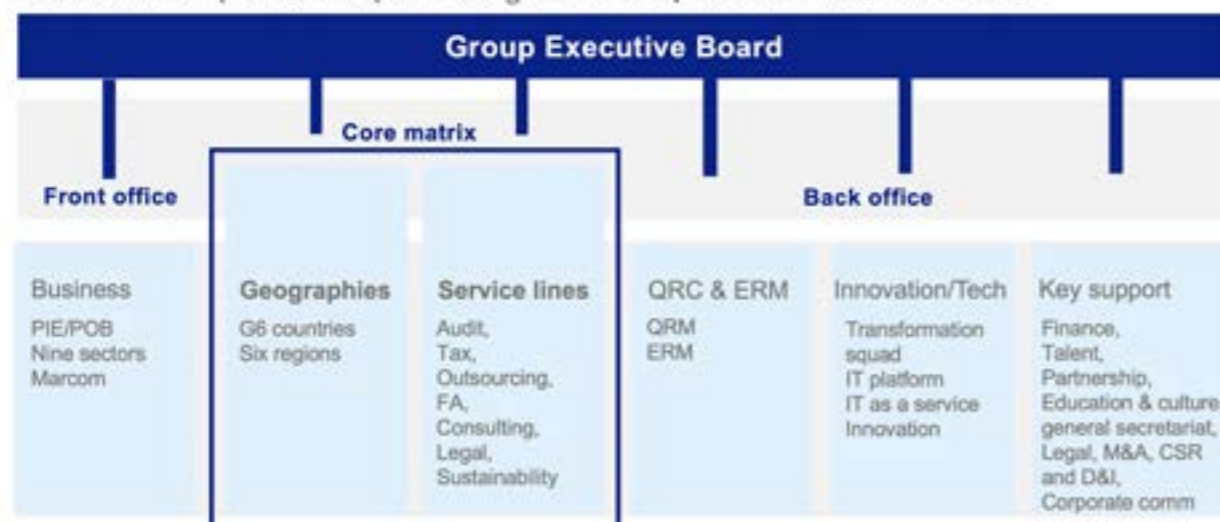 Group Executive Board
Core matrix
Front office
Back office
Business
PIE/POB
Nine sectors
Marcom
Geographies
G6 countries
Six regions
Service lines
Audit,
Tax,
Outsourcing,
FA,
Consulting,
Legal,
Sustainability
QRC & ERM
QRM
ERM
Innovation/Tech
Transformation
squad
IT platform
IT as a service
Innovation
Key support
Finance,
Talent,
Partnership,
Education & culture
general secretariat,
Legal, M&A, CSR
and D&I,
Corporate comm